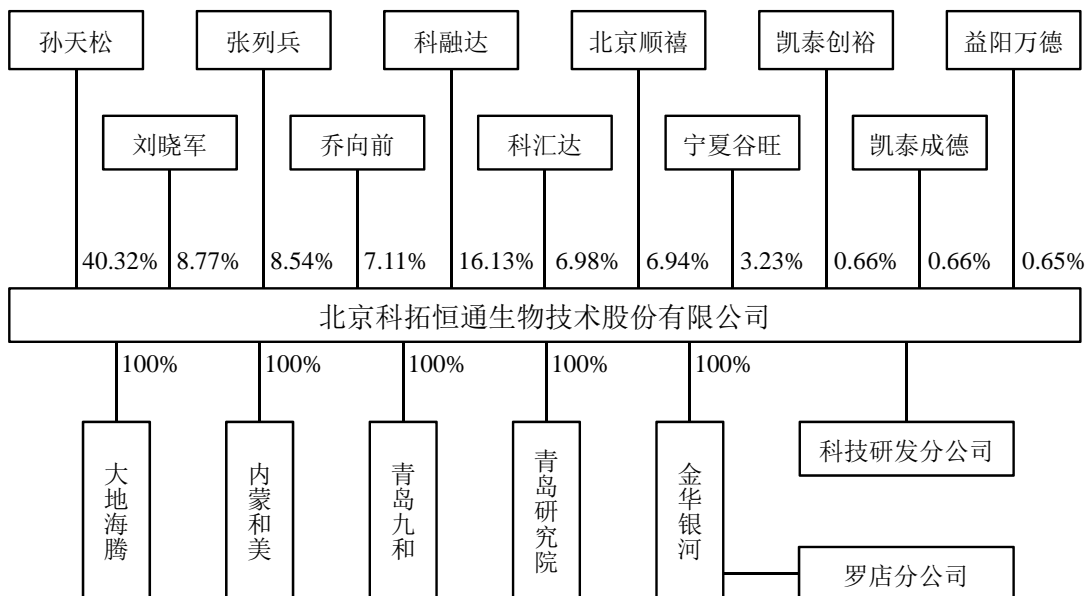 孙天松
张列兵
科融达
北京顺禧
凯泰创裕
益阳万德
刘晓军
乔向前
科汇达
宁夏谷旺
凯泰成德
40.32%
8.77%
8.54%
7.11%
16.13%
6.98%
6.94%
3.23%
0.66%
0.66%
0.65%
北京科拓恒通生物技术股份有限公司
100%
100%
100%
100%
100%
大地海腾
内蒙和美
青岛九和
青岛研究院
金华银河
科技研发分公司
罗店分公司